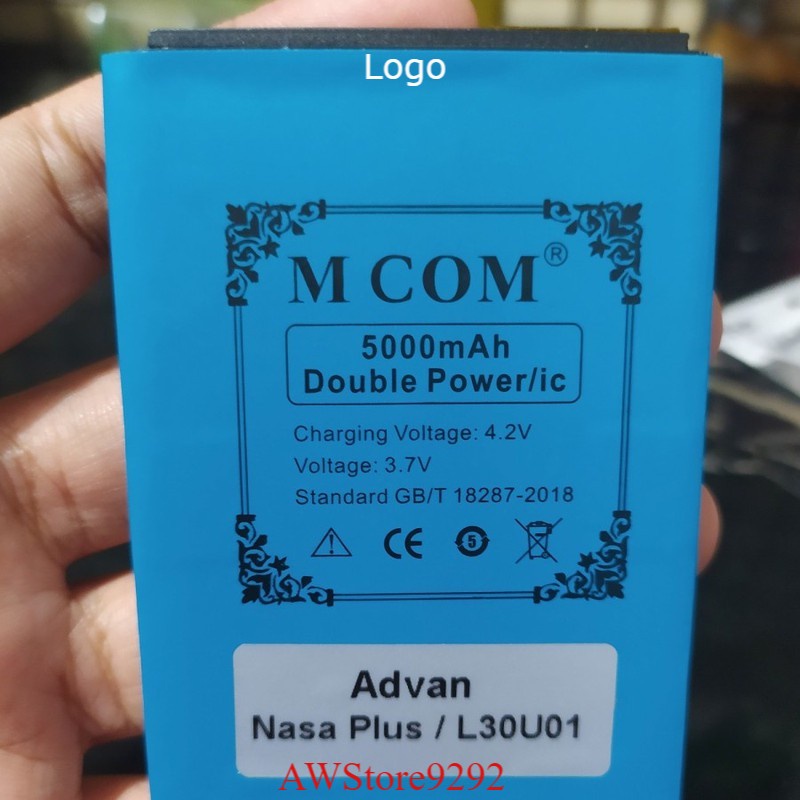 Logo
M COM®
5000mAh
Double Power/ic
Charging Voltage: 4.2V
Voltage: 3.7V
Standard GB/T 18287-2018
CE 5
Advan
Nasa Plus / L30U01
AWStore9292